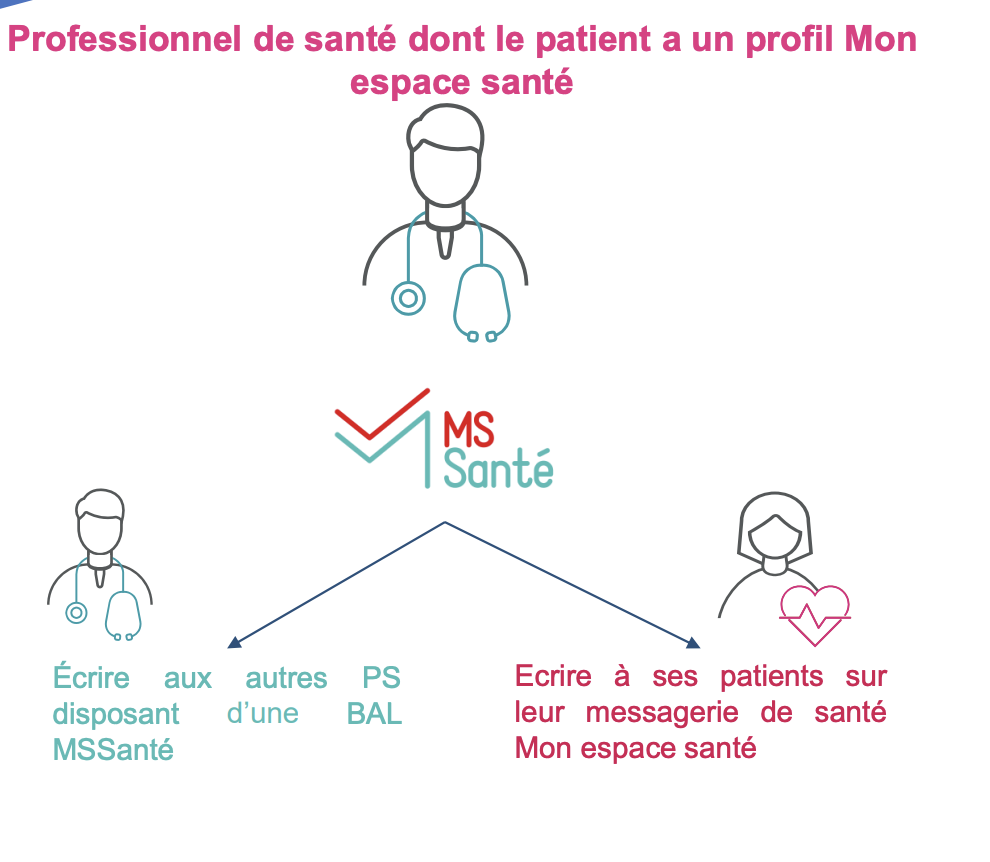 Professionnel de santé dont le patient a un profil Mon
espace santé
MS
Santé
Écrire aux autres PS
disposant d’une BAL
MSSanté
Ecrire à ses patients sur
leur messagerie de santé
Mon espace santé